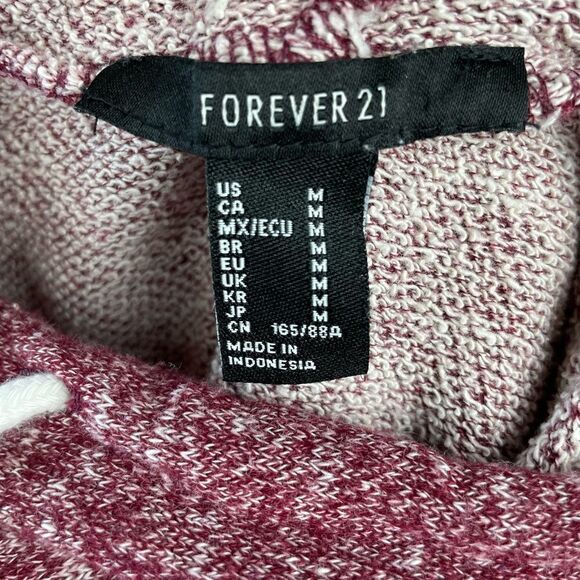 FOREVER 21
US M
CA M
MX/ECU M
BR M
EU M
UK M
KR M
JP M
CN 165/88A
MADE IN
INDONESIA